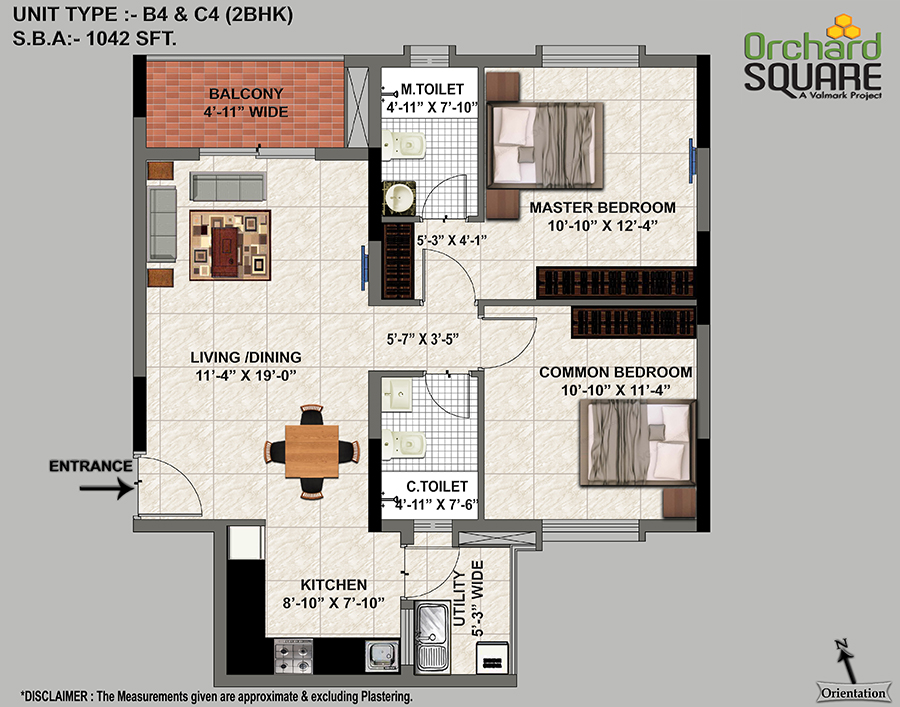 UNIT TYPE :- B4 & C4 (2BHK)
S.B.A:- 1042 SFT.
Orchard
SQUARE
A Valmark Project
BALCONY
4'-11" WIDE
M.TOILET
4'-11" X 7'-10"
MASTER BEDROOM
10'-10" X 12'-4"
5'-3" X 4'-1"
5'-7" X 3'-5"
LIVING /DINING
11'-4" X 19'-0"
COMMON BEDROOM
10'-10" X 11'-4"
ENTRANCE
C.TOILET
4'-11" X 7'-6"
KITCHEN
8'-10" X 7'-10"
UTILITY
5'-3" WIDE
N
Orientation
*DISCLAIMER : The Measurements given are approximate & excluding Plastering.